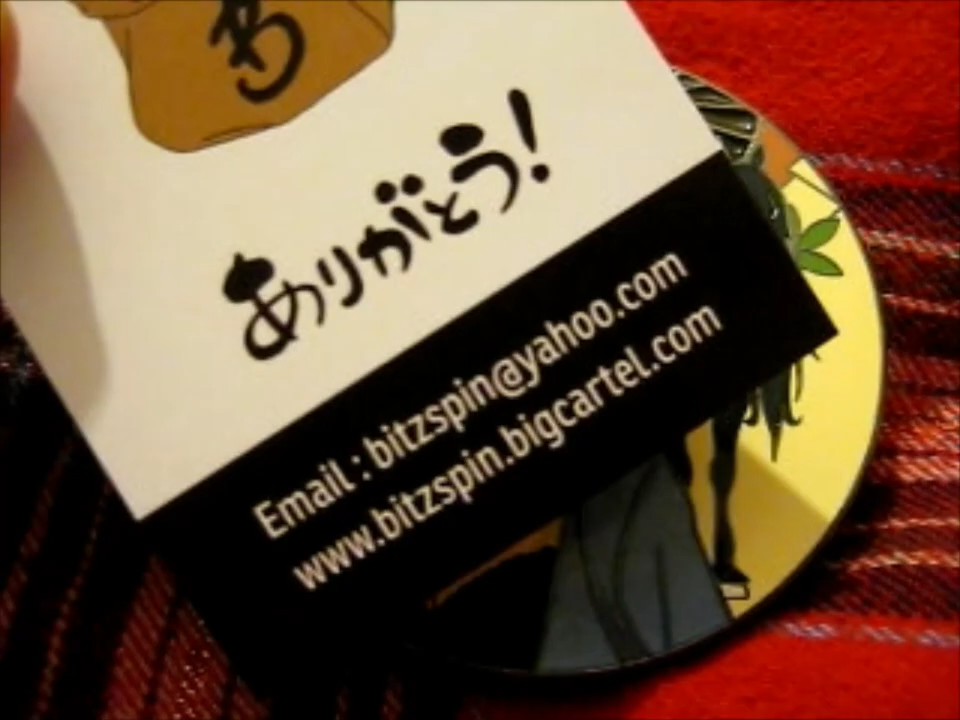 ありがとう!
Email : bitzspin@yahoo.com
www.bitzspin.bigcartel.com